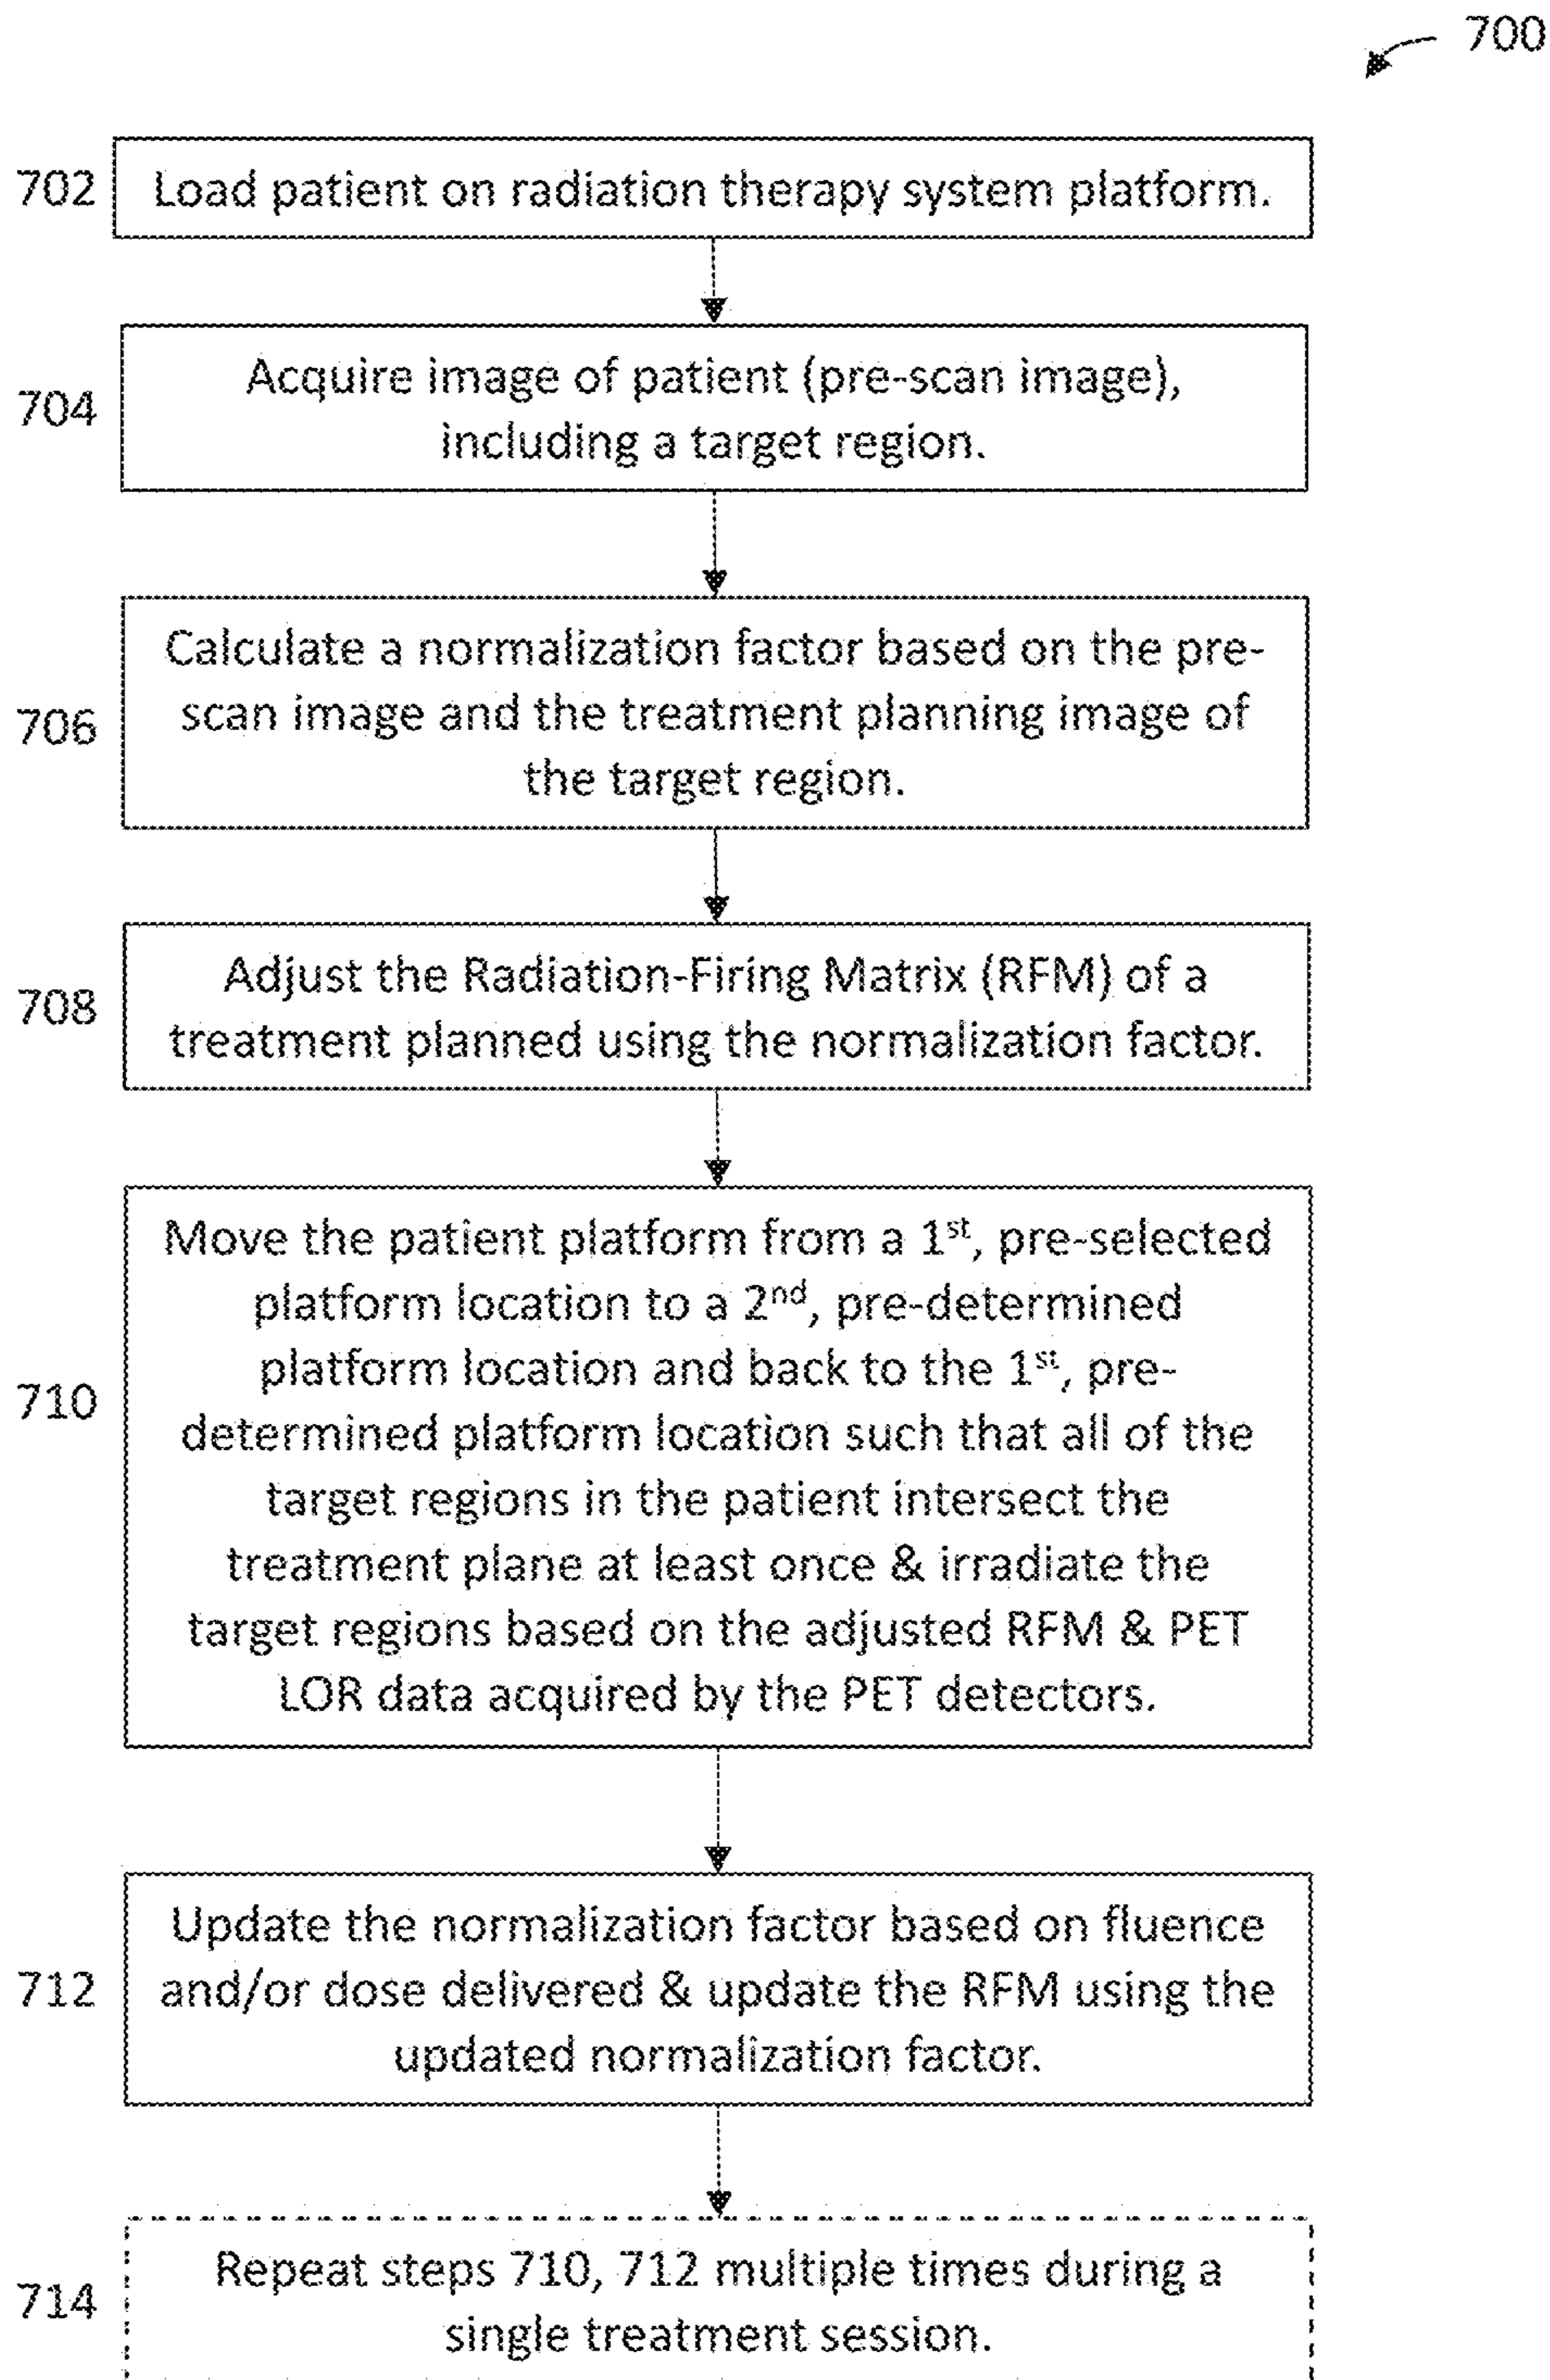 700
702
Load patient on radiation therapy system platform.
704
Acquire image of patient (pre-scan image),
including a target region.
706
Calculate a normalization factor based on the pre-
scan image and the treatment planning image of
the target region.
708
Adjust the Radiation-Firing Matrix (RFM) of a
treatment planned using the normalization factor.
710
Move the patient platform from a 1st, pre-selected
platform location to a 2nd, pre-determined
platform location and back to the 1st, pre-
determined platform location such that all of the
target regions in the patient intersect the
treatment plane at least once & irradiate the
target regions based on the adjusted RFM & PET
LOR data acquired by the PET detectors.
712
Update the normalization factor based on fluence
and/or dose delivered & update the RFM using the
updated normalization factor.
714
Repeat steps 710, 712 multiple times during a
single treatment session.